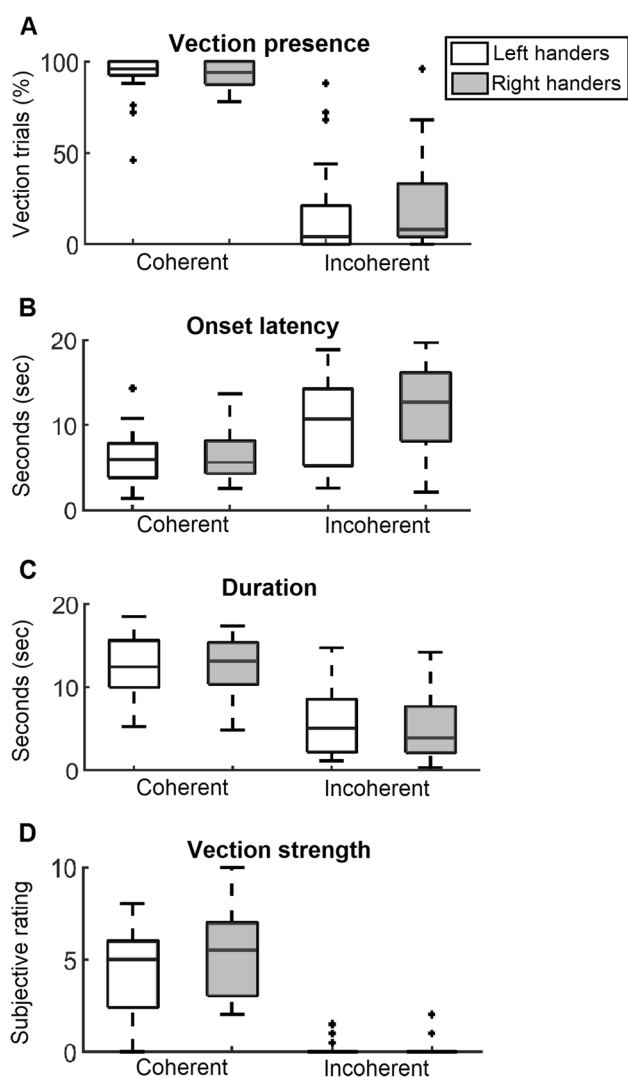 A
Vection presence
Left handers
Right handers
Vection trials (%)
100
50
0
Coherent
Incoherent
B
Onset latency
Seconds (sec)
20
10
0
Coherent
Incoherent
C
Duration
Seconds (sec)
20
10
0
Coherent
Incoherent
D
Vection strength
Subjective rating
10
5
0
Coherent
Incoherent